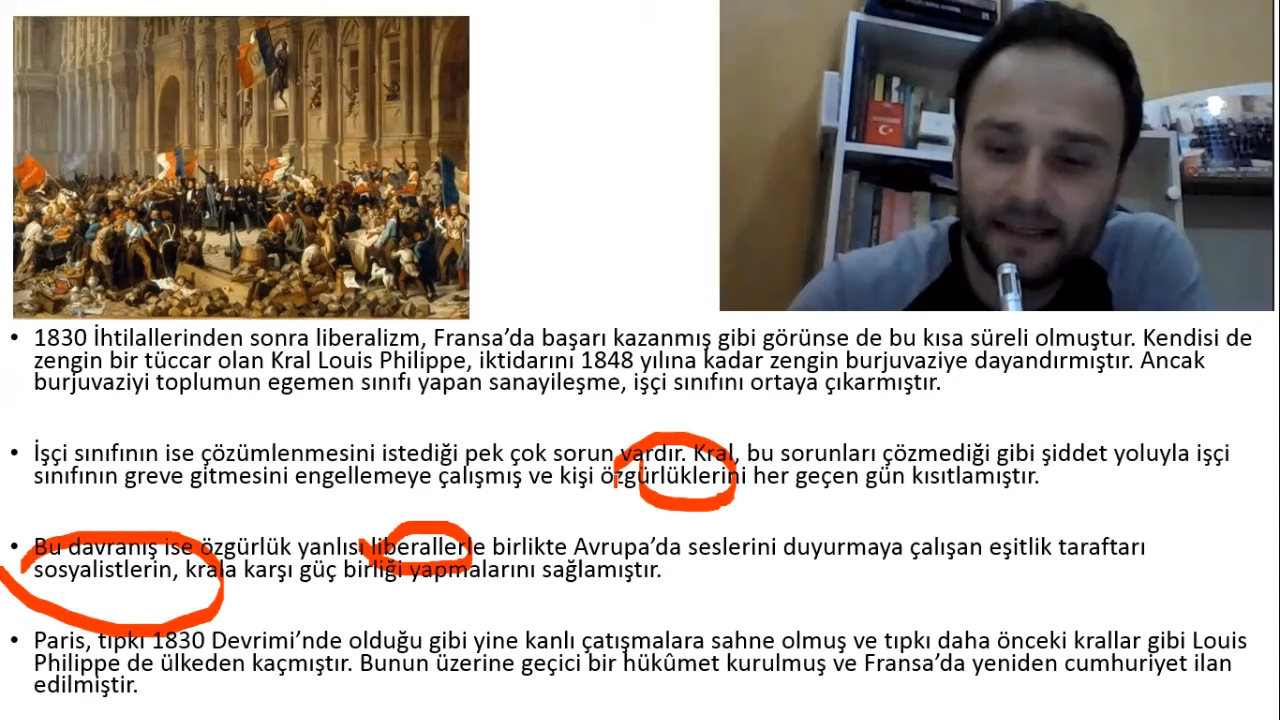 • 1830 İhtilallerinden sonra liberalizm, Fransa’da başarı kazanmış gibi görünse de bu kısa süreli olmuştur. Kendisi de
zengin bir tüccar olan Kral Louis Philippe, iktidarını 1848 yılına kadar zengin burjuvaziye dayandırmıştır. Ancak
burjuvaziyi toplumun egemen sınıfı yapan sanayileşme, işçi sınıfını ortaya çıkarmıştır.
• İşçi sınıfının ise çözümlenmesini istediği pek çok sorun vardır. Kral, bu sorunları çözmediği gibi şiddet yoluyla işçi
sınıfının greve gitmesini engellemeye çalışmış ve kişi özgürlüklerini her geçen gün kısıtlamıştır.
• Bu davranış ise özgürlük yanlısı liberallerle birlikte Avrupa’da seslerini duyurmaya çalışan eşitlik taraftarı
sosyalistlerin, krala karşı güç birliği yapmalarını sağlamıştır.
• Paris, tıpkı 1830 Devrimi’nde olduğu gibi yine kanlı çatışmalara sahne olmuş ve tıpkı daha önceki krallar gibi Louis
Philippe de ülkeden kaçmıştır. Bunun üzerine geçici bir hükûmet kurulmuş ve Fransa’da yeniden cumhuriyet ilan
edilmiştir.